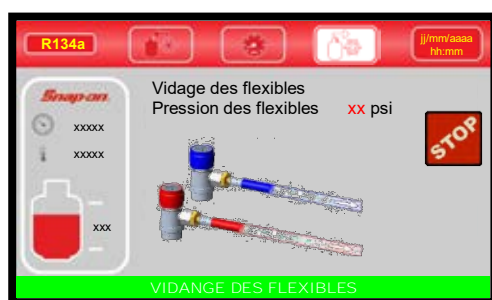 R134a
jj/mm/aaaa
hh:mm
Snap-on
xxxxx
xxxxx
xxx
Vidage des flexibles
Pression des flexibles xx psi
STOP
VIDANGE DES FLEXIBLES